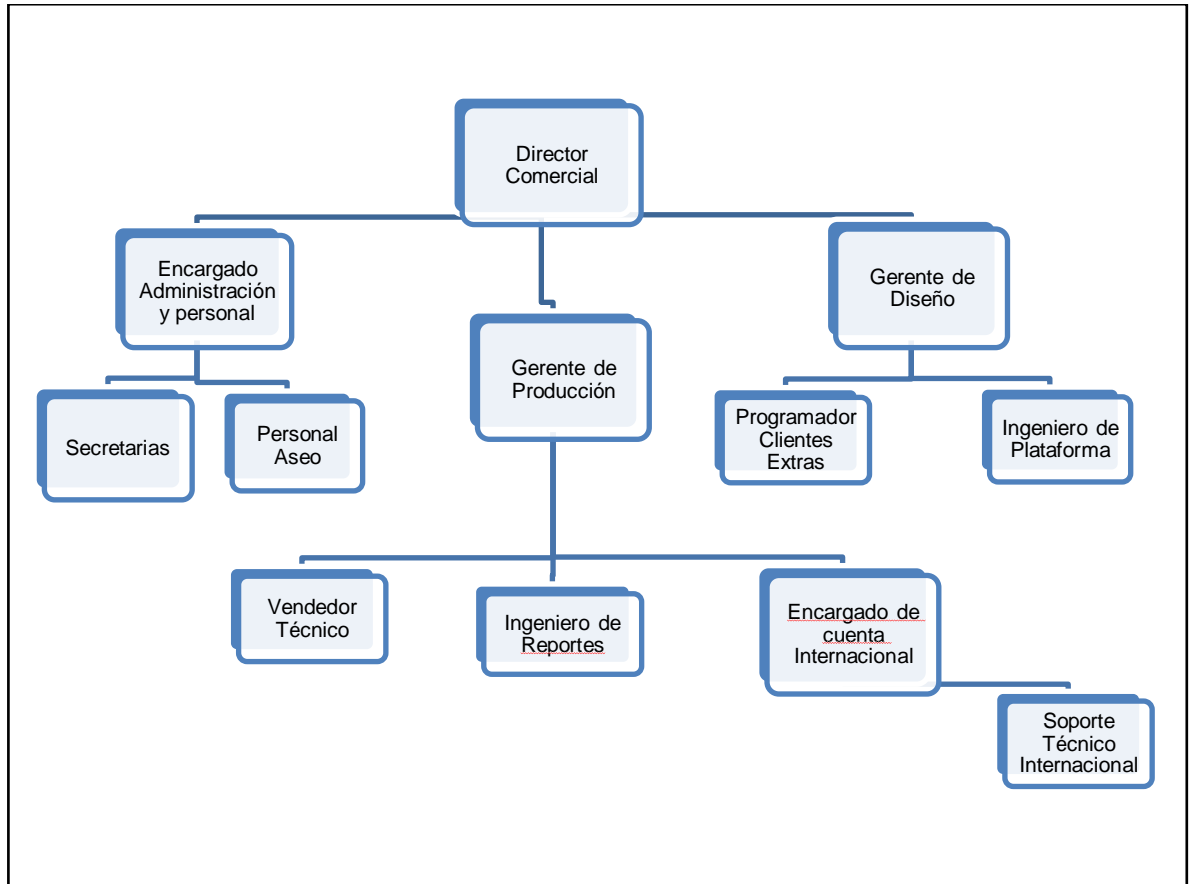 Director
Comercial
Encargado
Administración
y personal
Gerente de
Diseño
Gerente de
Producción
Secretarias
Personal
Aseo
Programador
Clientes
Extras
Ingeniero de
Plataforma
Vendedor
Técnico
Ingeniero de
Reportes
Encargado de
cuenta
Internacional
Soporte
Técnico
Internacional